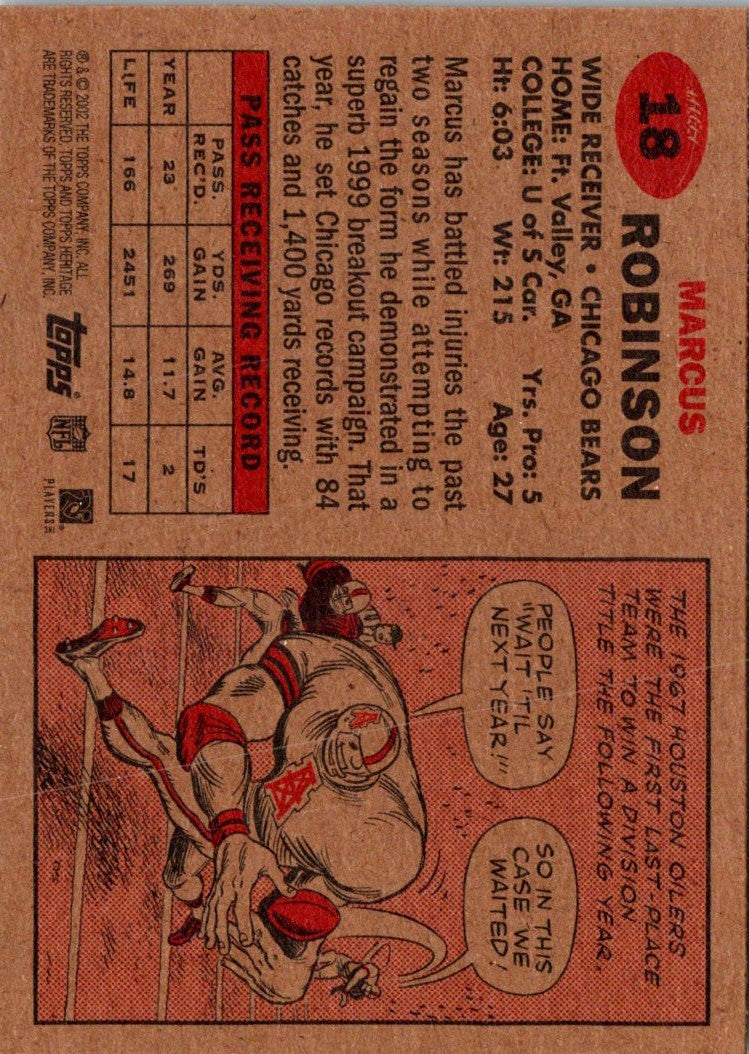 18
MARCUS
ROBINSON
WIDE RECEIVER • CHICAGO BEARS
HOME: Ft. Valley, GA
COLLEGE: U of S Car. Yrs. Pro: 5
Ht: 6:03 Wt: 215 Age: 27
Marcus has battled injuries the past
two seasons while attempting to
regain the form he demonstrated in a
superb 1999 breakout campaign. That
year, he set Chicago records with 84
catches and 1,400 yards receiving.
PASS RECEIVING RECORD
PASS. REC'D. YDS. GAIN AVG. GAIN TD'S
YEAR 23 269 11.7 2
LIFE 166 2451 14.8 17
® & © 2002 THE TOPPS COMPANY, INC. ALL
RIGHTS RESERVED. TOPPS AND TOPPS HERITAGE
ARE TRADEMARKS OF THE TOPPS COMPANY, INC.
topps
NFL
PLAYERS INC
THE 1967 HOUSTON OILERS
WERE THE FIRST LAST-PLACE
TEAM TO WIN A DIVISION
TITLE THE FOLLOWING YEAR.
PEOPLE SAY
"WAIT 'TIL
NEXT YEAR!"
SO IN THIS
CASE WE
WAITED!